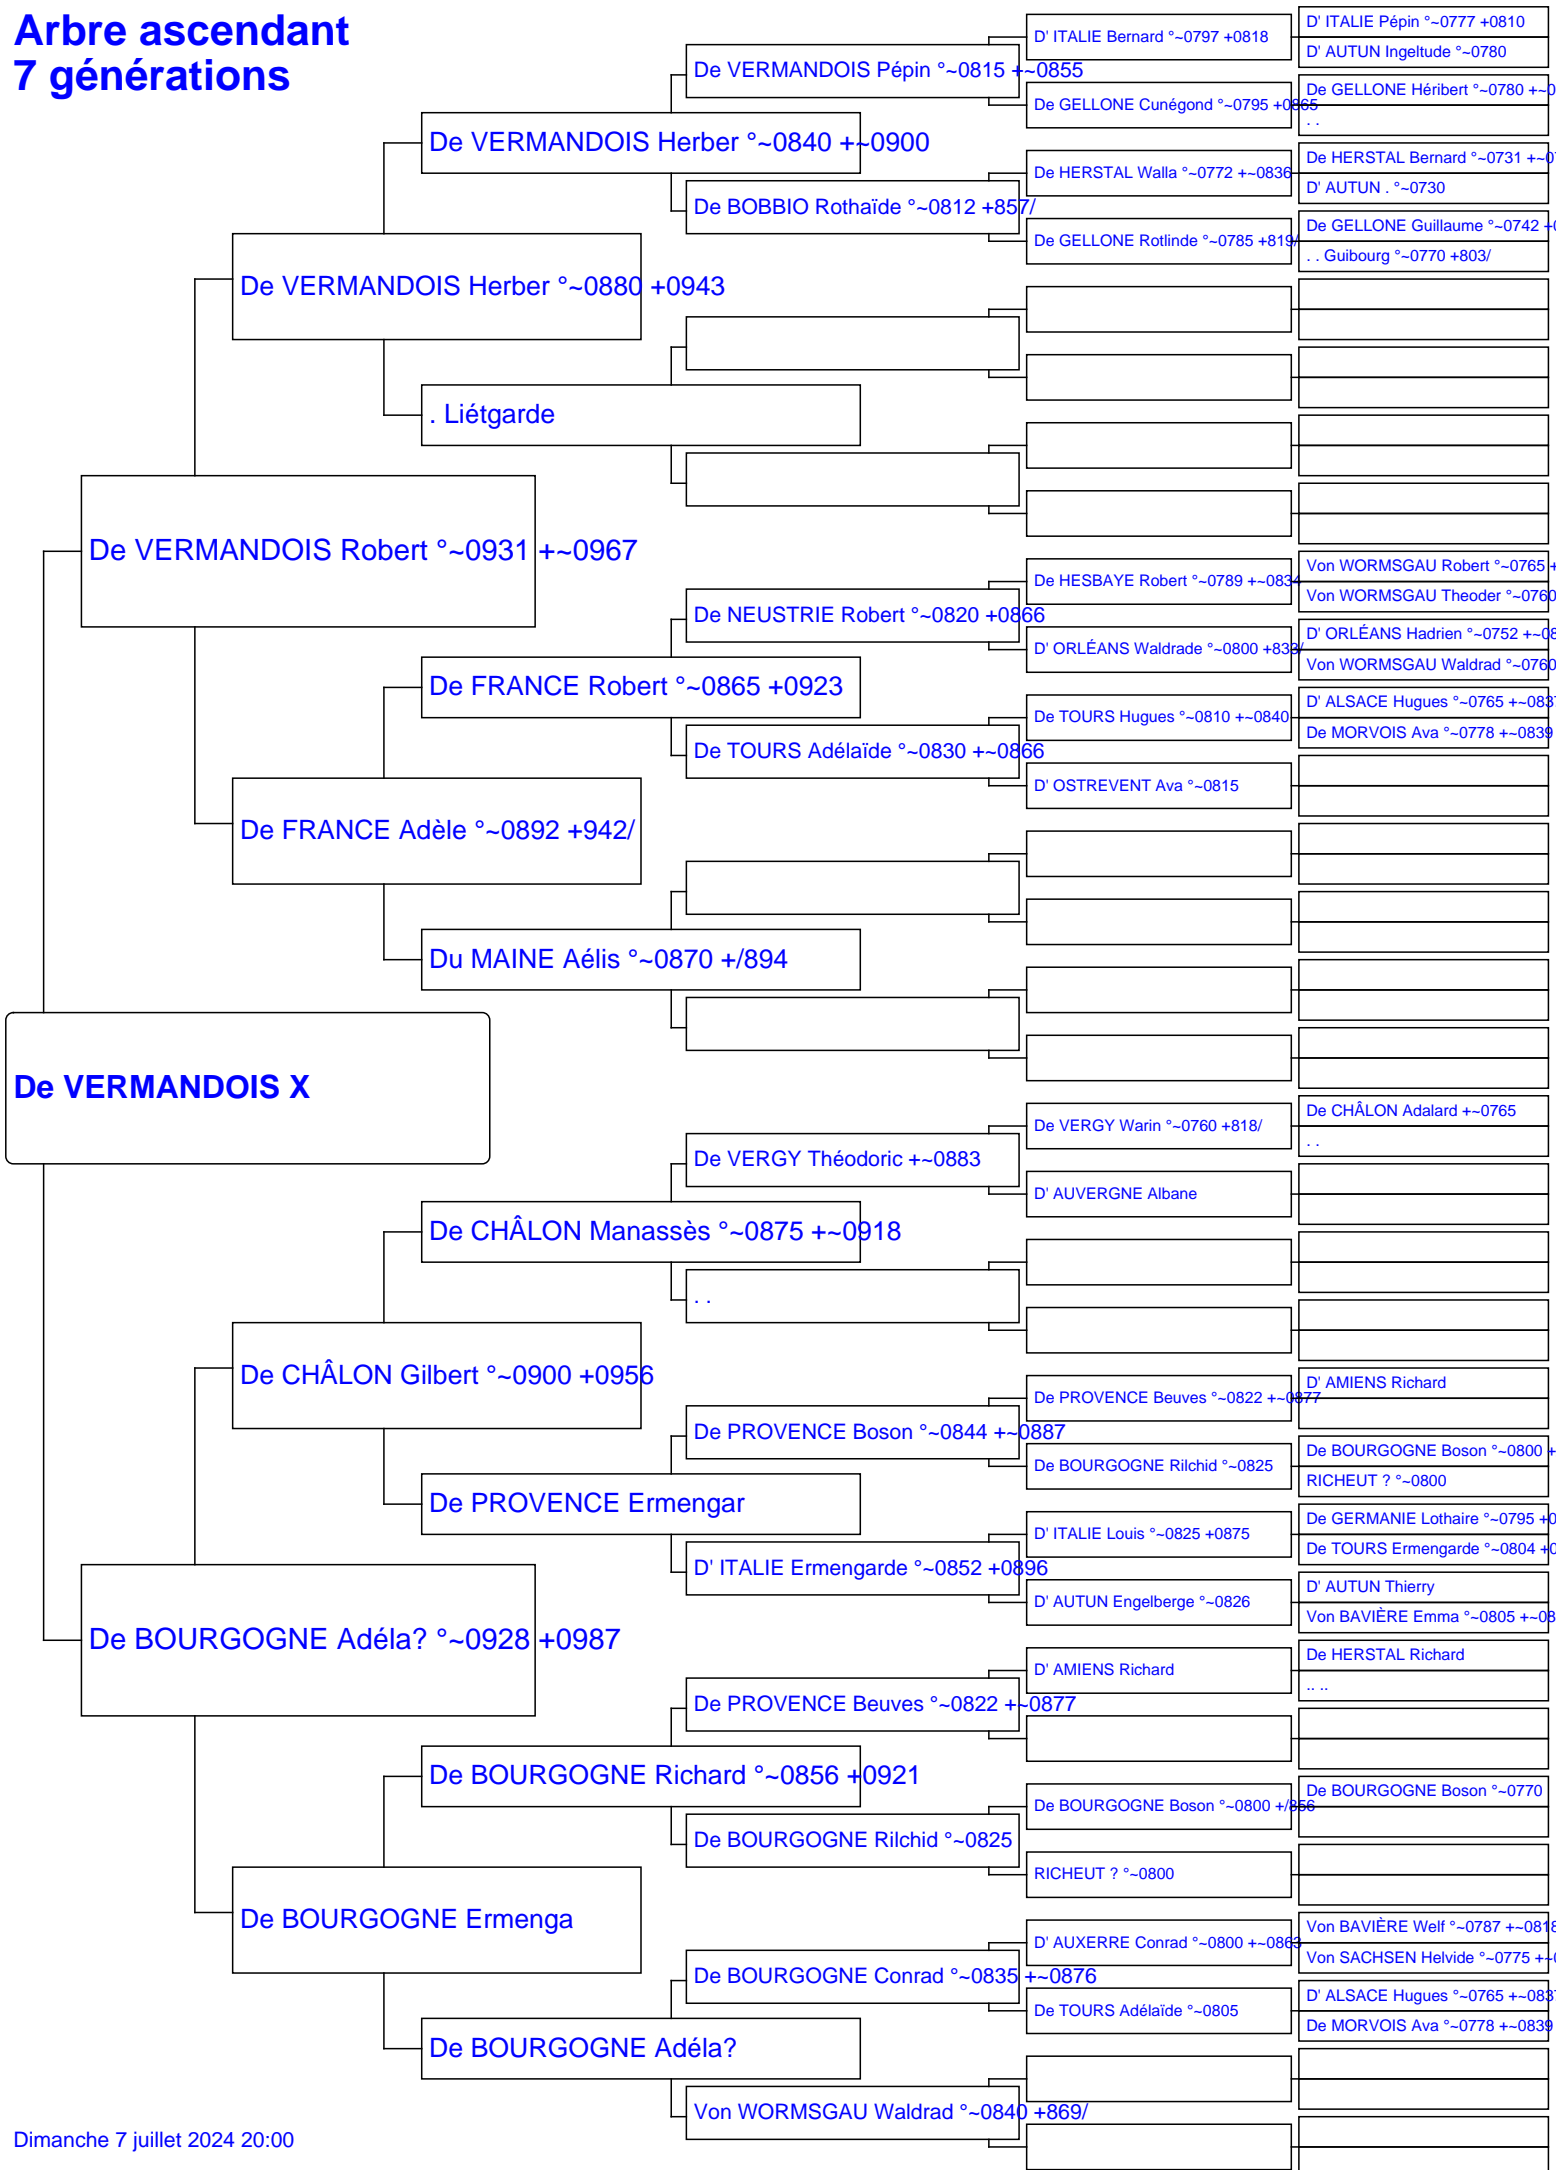 Arbre ascendant
7 générations
De VERMANDOIS X
De VERMANDOIS Robert °~0931 +~0967
De BOURGOGNE Adéla? °~0928 +0987
De VERMANDOIS Herber °~0880 +0943
De FRANCE Adèle °~0892 +942/
De CHÂLON Gilbert °~0900 +0956
De BOURGOGNE Ermenga
De VERMANDOIS Herber °~0840 +~0900
. Liétgarde
De FRANCE Robert °~0865 +0923
Du MAINE Aélis °~0870 +/894
De CHÂLON Manassès °~0875 +~0918
De PROVENCE Ermengar
De BOURGOGNE Richard °~0856 +0921
De BOURGOGNE Adéla?
De VERMANDOIS Pépin °~0815 +~0855
De BOBBIO Rothaïde °~0812 +857/
De NEUSTRIE Robert °~0820 +0866
De TOURS Adélaïde °~0830 +~0866
De VERGY Théodoric +~0883
. .
De PROVENCE Boson °~0844 +~0887
D' ITALIE Ermengarde °~0852 +0896
De PROVENCE Beuves °~0822 +~0877
De BOURGOGNE Rilchid °~0825
De BOURGOGNE Conrad °~0835 +~0876
Von WORMSGAU Waldrad °~0840 +869/
D' ITALIE Bernard °~0797 +0818
De GELLONE Cunégond °~0795 +0865
De HERSTAL Walla °~0772 +~0836
De GELLONE Rotlinde °~0785 +819/
De HESBAYE Robert °~0789 +~0834
D' ORLÉANS Waldrade °~0800 +833/
De TOURS Hugues °~0810 +~0840
D' OSTREVENT Ava °~0815
De VERGY Warin °~0760 +818/
D' AUVERGNE Albane
De PROVENCE Beuves °~0822 +~0877
De BOURGOGNE Rilchid °~0825
D' ITALIE Louis °~0825 +0875
D' AUTUN Engelberge °~0826
D' AMIENS Richard
De BOURGOGNE Boson °~0800 +/856
RICHEUT ? °~0800
D' AUXERRE Conrad °~0800 +~0863
De TOURS Adélaïde °~0805
D' ITALIE Pépin °~0777 +0810
D' AUTUN Ingeltude °~0780
De GELLONE Héribert °~0780 +~0
. .
De HERSTAL Bernard °~0731 +~0
D' AUTUN . °~0730
De GELLONE Guillaume °~0742 +0
. . Guibourg °~0770 +803/
Von WORMSGAU Robert °~0765 +
Von WORMSGAU Theoder °~0760
D' ORLÉANS Hadrien °~0752 +~08
Von WORMSGAU Waldrad °~0760
D' ALSACE Hugues °~0765 +~0837
De MORVOIS Ava °~0778 +~0839
De CHÂLON Adalard +~0765
. .
D' AMIENS Richard
De BOURGOGNE Boson °~0800 +
RICHEUT ? °~0800
De GERMANIE Lothaire °~0795 +0
De TOURS Ermengarde °~0804 +0
D' AUTUN Thierry
Von BAVIÈRE Emma °~0805 +~08
De HERSTAL Richard
.. ..
De BOURGOGNE Boson °~0770
Von BAVIÈRE Welf °~0787 +~0818
Von SACHSEN Helvide °~0775 +~0
D' ALSACE Hugues °~0765 +~0837
De MORVOIS Ava °~0778 +~0839
Dimanche 7 juillet 2024 20:00